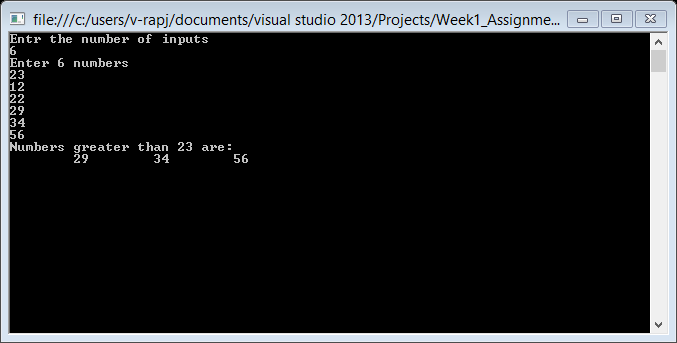 file:///c:/users/v-rapj/documents/visual studio 2013/Projects/Week1_Assignme...
Entr the number of inputs
6
Enter 6 numbers
23
12
22
29
34
56
Numbers greater than 23 are:
29 34 56